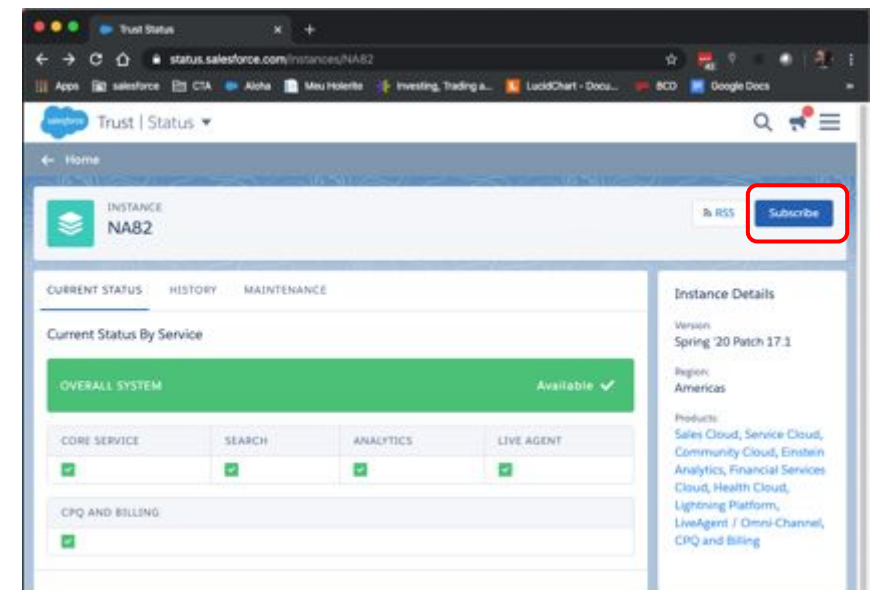 Trust Status
status.salesforce.com/instances/NA82
Apps salesforce CTA Aloha Meu Holerite Investing, Trading a... LucidChart - Docu... BCD Google Docs »
salesforce Trust | Status
← Home
INSTANCE
NA82
RSS Subscribe
CURRENT STATUS HISTORY MAINTENANCE
Current Status By Service
OVERALL SYSTEM Available
CORE SERVICE SEARCH ANALYTICS LIVE AGENT
CPQ AND BILLING
Instance Details
Version:
Spring '20 Patch 17.1
Region:
Americas
Products:
Sales Cloud, Service Cloud,
Community Cloud, Einstein
Analytics, Financial Services
Cloud, Health Cloud,
Lightning Platform,
LiveAgent / Omni-Channel,
CPQ and Billing